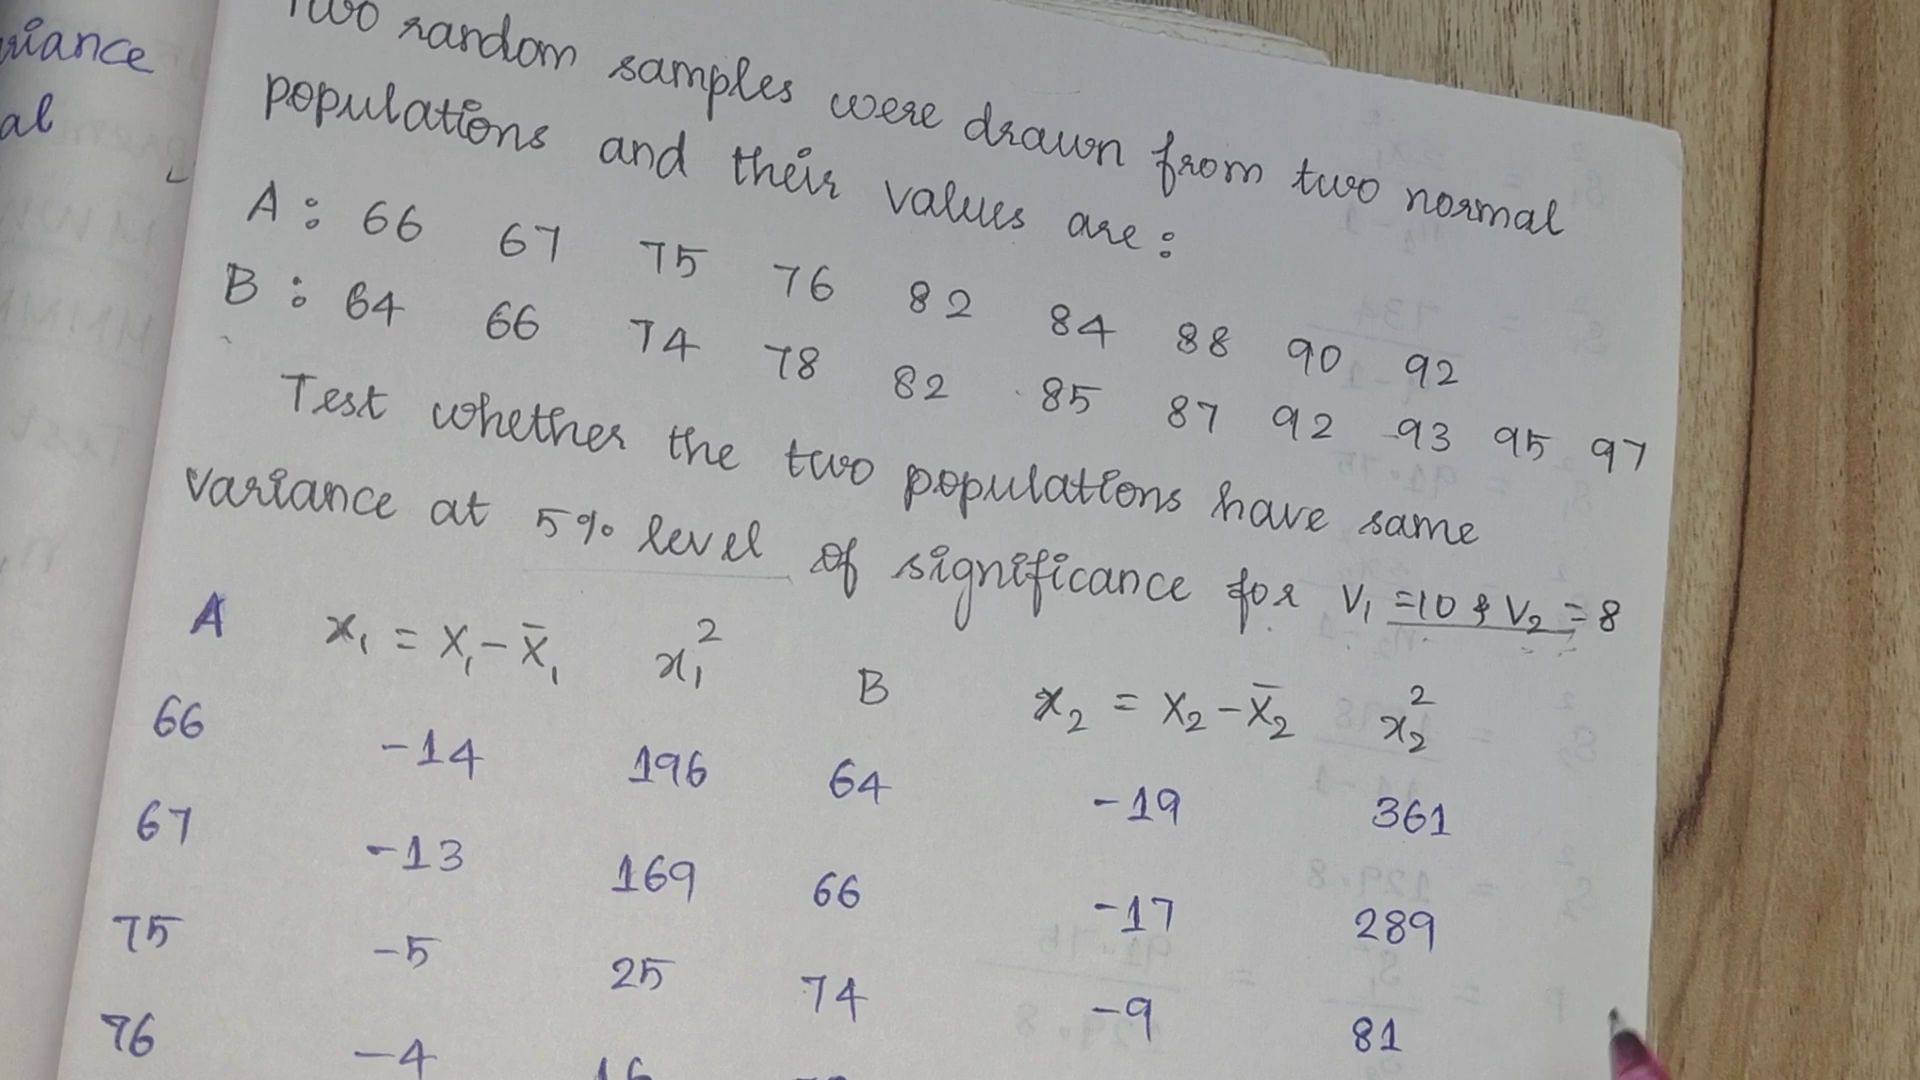 riance
al
Two random samples were drawn from two normal
populations and their values are:
A: 66 67 75 76 82 84 88 90 92
B: 64 66 74 78 82 85 87 92 93 95 97
Test whether the two populations have same
variance at 5% level of significance for V₁ = 10 & V₂ = 8
A x₁ = X₁ - X̄₁ x₁² B x₂ = X₂ - X̄₂ x₂²
66 -14 196 64 -19 361
67 -13 169 66 -17 289
75 -5 25 74 -9 81
76 -4 16